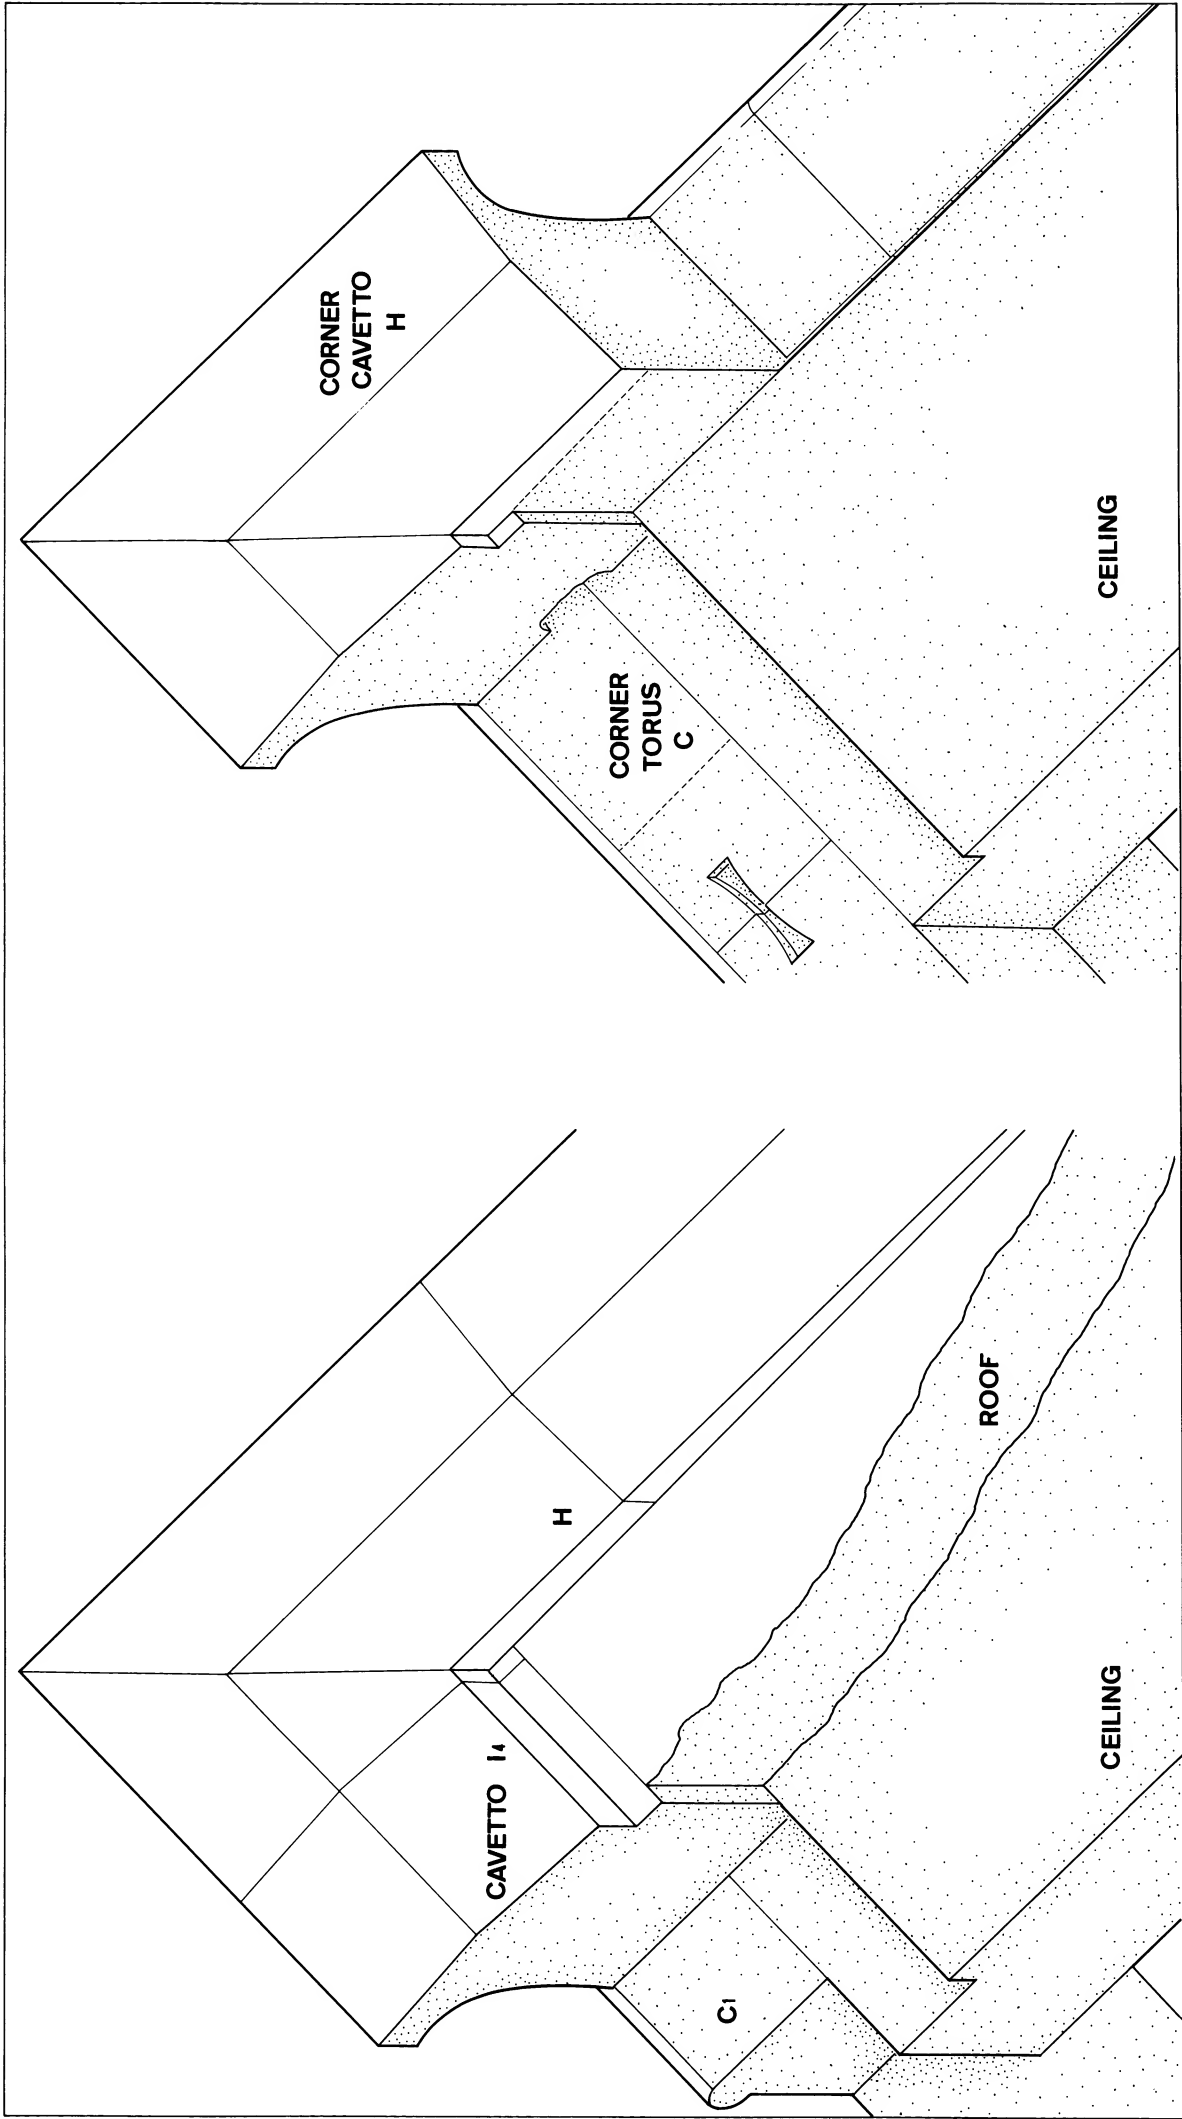 CAVETTO I4
H
C1
ROOF
CEILING
CORNER
CAVETTO
H
CORNER
TORUS
C
CEILING